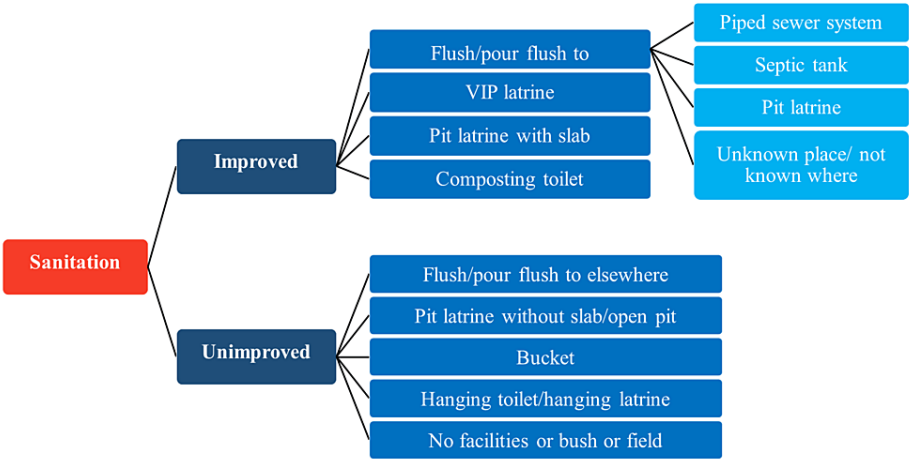 Sanitation
Improved
Flush/pour flush to
Piped sewer system
Septic tank
Pit latrine
Unknown place/ not
known where
VIP latrine
Pit latrine with slab
Composting toilet
Unimproved
Flush/pour flush to elsewhere
Pit latrine without slab/open pit
Bucket
Hanging toilet/hanging latrine
No facilities or bush or field